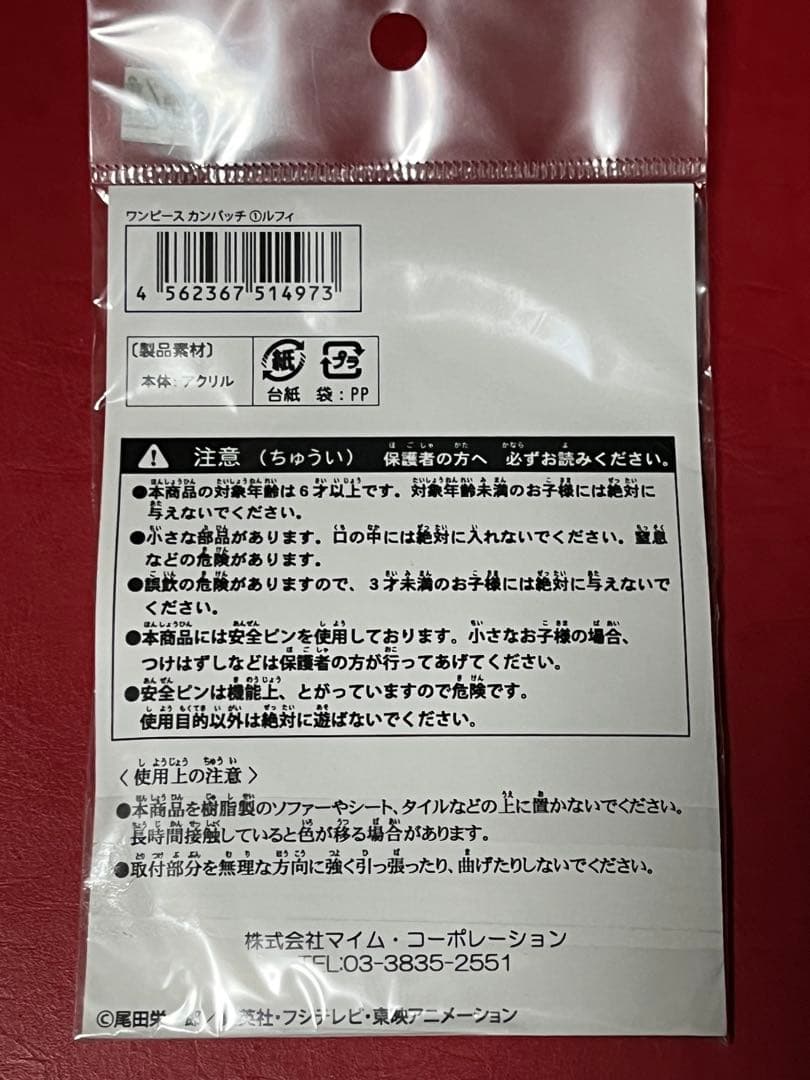 ワンピース カンバッチ ①ルフィ
4 562367 514973
〔製品素材〕
本体：アクリル
紙
プラ
台紙 袋：PP
注意（ちゅうい） 保護者の方へ 必ずお読みください。
●本商品の対象年齢は6才以上です。対象年齢未満のお子様には絶対に
与えないでください。
●小さな部品があります。口の中には絶対に入れないでください。窒息
などの危険があります。
●誤飲の危険がありますので、3才未満のお子様には絶対に与えないで
ください。
●本商品には安全ピンを使用しております。小さなお子様の場合、
つけはずしなどは保護者の方が行ってあげてください。
●安全ピンは機能上、とがっていますので危険です。
使用目的以外は絶対に遊ばないでください。
〈使用上の注意〉
●本商品を樹脂製のソファーやシート、タイルなどの上に置かないでください。
長時間接触していると色が移る場合があります。
●取付部分を無理な方向に強く引っ張ったり、曲げたりしないでください。
株式会社マイム・コーポレーション
TEL:03-3835-2551
©尾田栄 郎／ 英社・フジテレビ・東映アニメーション